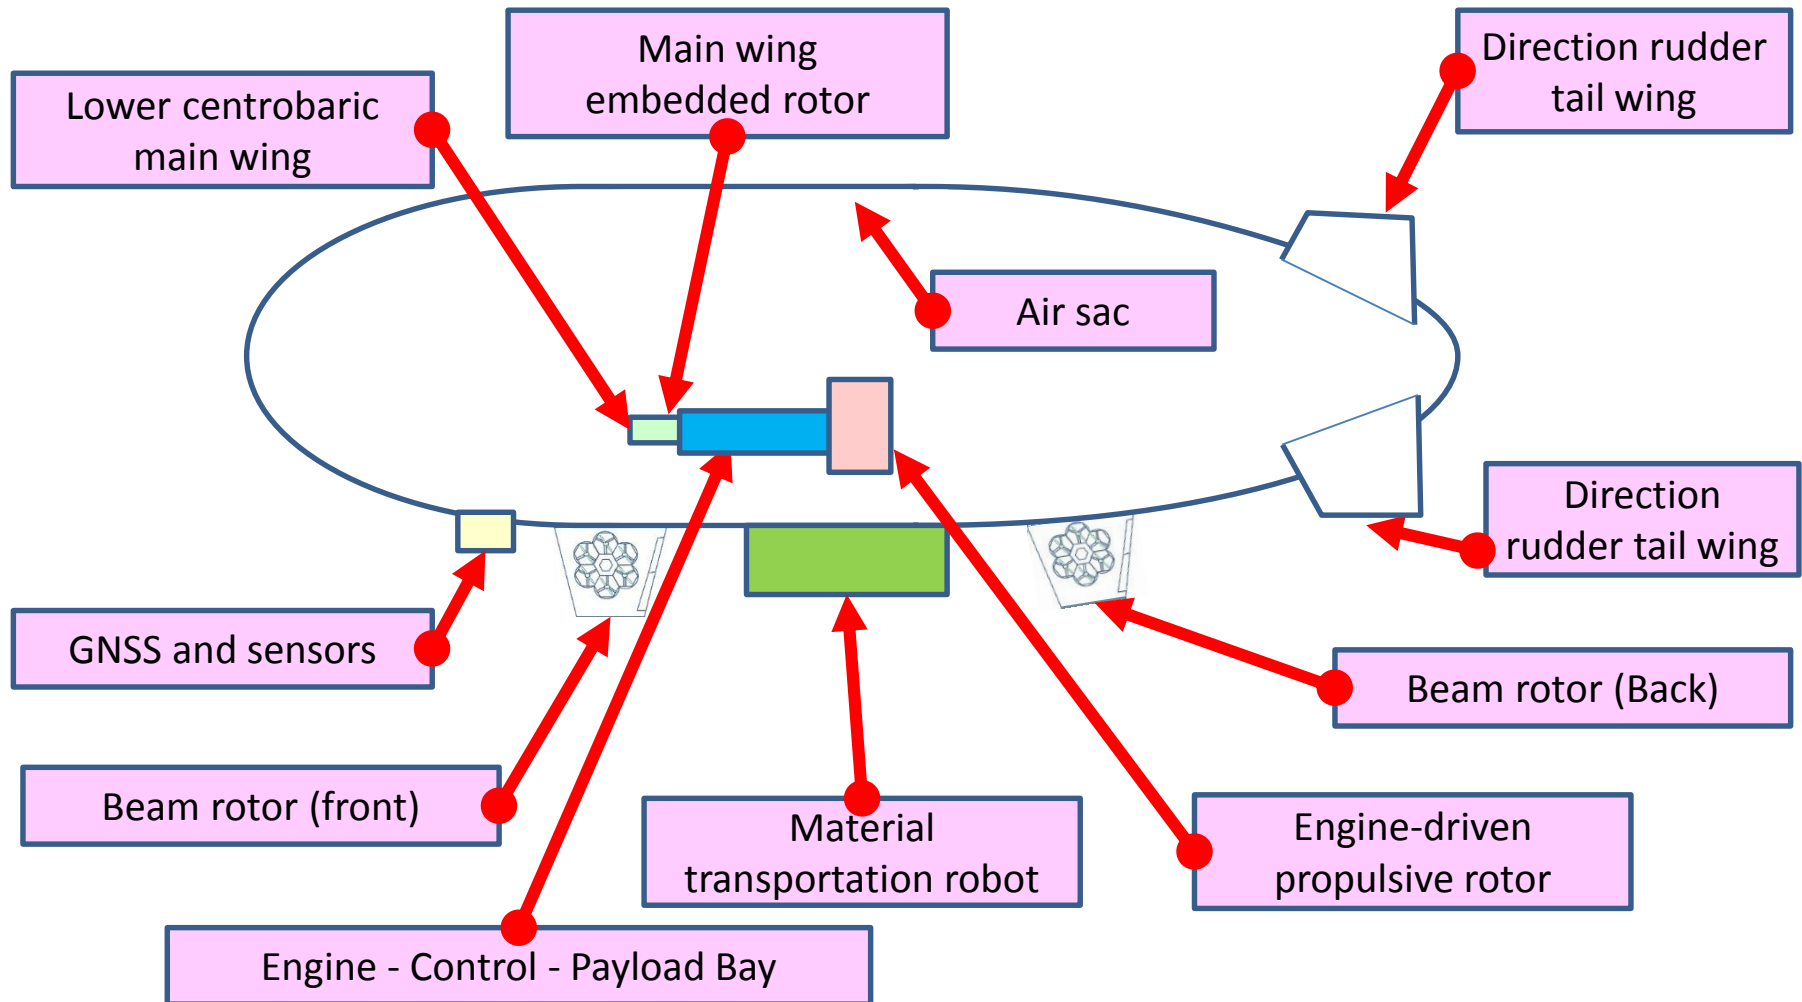 Main wing
embedded rotor
Direction rudder
tail wing
Lower centrobaric
main wing
Air sac
Direction
rudder tail wing
GNSS and sensors
Beam rotor (Back)
Beam rotor (front)
Material
transportation robot
Engine-driven
propulsive rotor
Engine - Control - Payload Bay